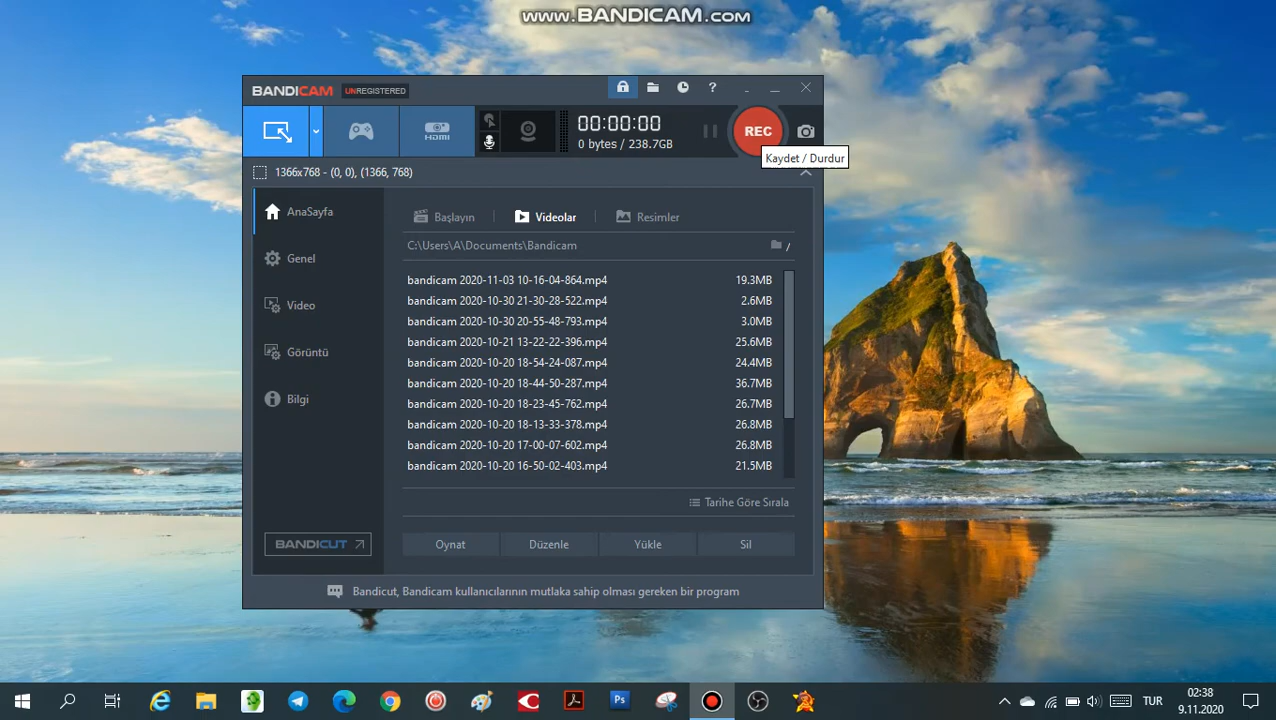 www.BANDICAM.com
BANDICAM UNREGISTERED
?
HDMI
00:00:00
0 bytes / 238.7GB
REC
Kaydet / Durdur
1366x768 - (0, 0), (1366, 768)
AnaSayfa
Genel
Video
Görüntü
Bilgi
BANDICUT
Başlayın
Videolar
Resimler
C:\Users\A\Documents\Bandicam
/
bandicam 2020-11-03 10-16-04-864.mp4 19.3MB
bandicam 2020-10-30 21-30-28-522.mp4 2.6MB
bandicam 2020-10-30 20-55-48-793.mp4 3.0MB
bandicam 2020-10-21 13-22-22-396.mp4 25.6MB
bandicam 2020-10-20 18-54-24-087.mp4 24.4MB
bandicam 2020-10-20 18-44-50-287.mp4 36.7MB
bandicam 2020-10-20 18-23-45-762.mp4 26.7MB
bandicam 2020-10-20 18-13-33-378.mp4 26.8MB
bandicam 2020-10-20 17-00-07-602.mp4 26.8MB
bandicam 2020-10-20 16-50-02-403.mp4 21.5MB
Tarihe Göre Sırala
Oynat Düzenle Yükle Sil
Bandicut, Bandicam kullanıcılarının mutlaka sahip olması gereken bir program
Ps
TUR
02:38
9.11.2020